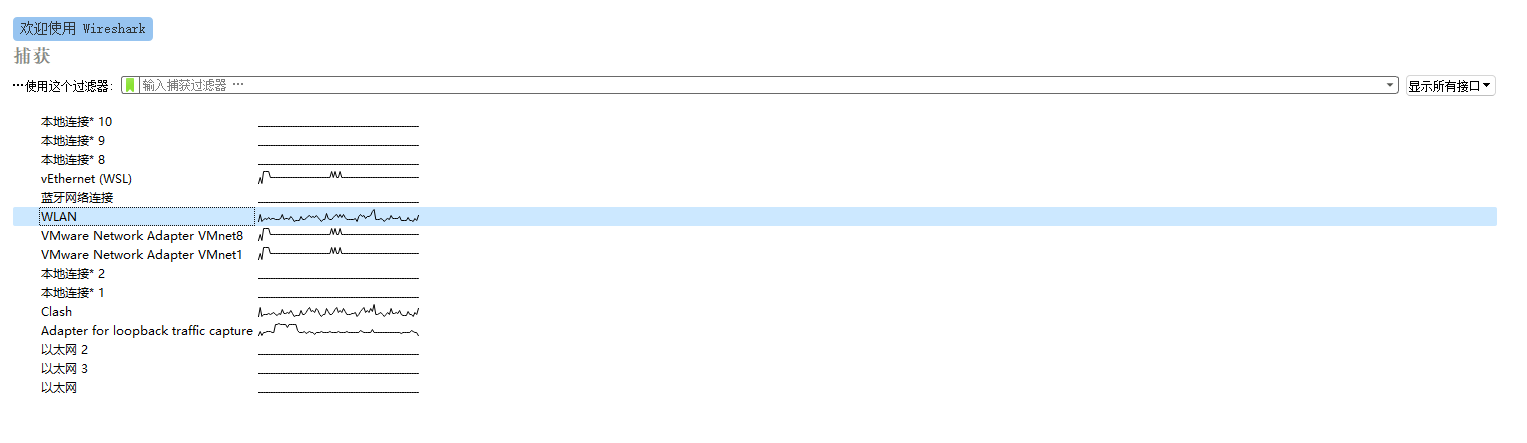 欢迎使用 Wireshark
捕获
…使用这个过滤器： 输入捕获过滤器 … 显示所有接口
本地连接* 10
本地连接* 9
本地连接* 8
vEthernet (WSL)
蓝牙网络连接
WLAN
VMware Network Adapter VMnet8
VMware Network Adapter VMnet1
本地连接* 2
本地连接* 1
Clash
Adapter for loopback traffic capture
以太网 2
以太网 3
以太网